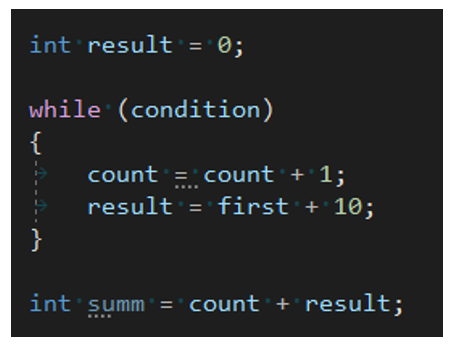 int result = 0;
while (condition)
{
count = count + 1;
result = first + 10;
}
int summ = count + result;